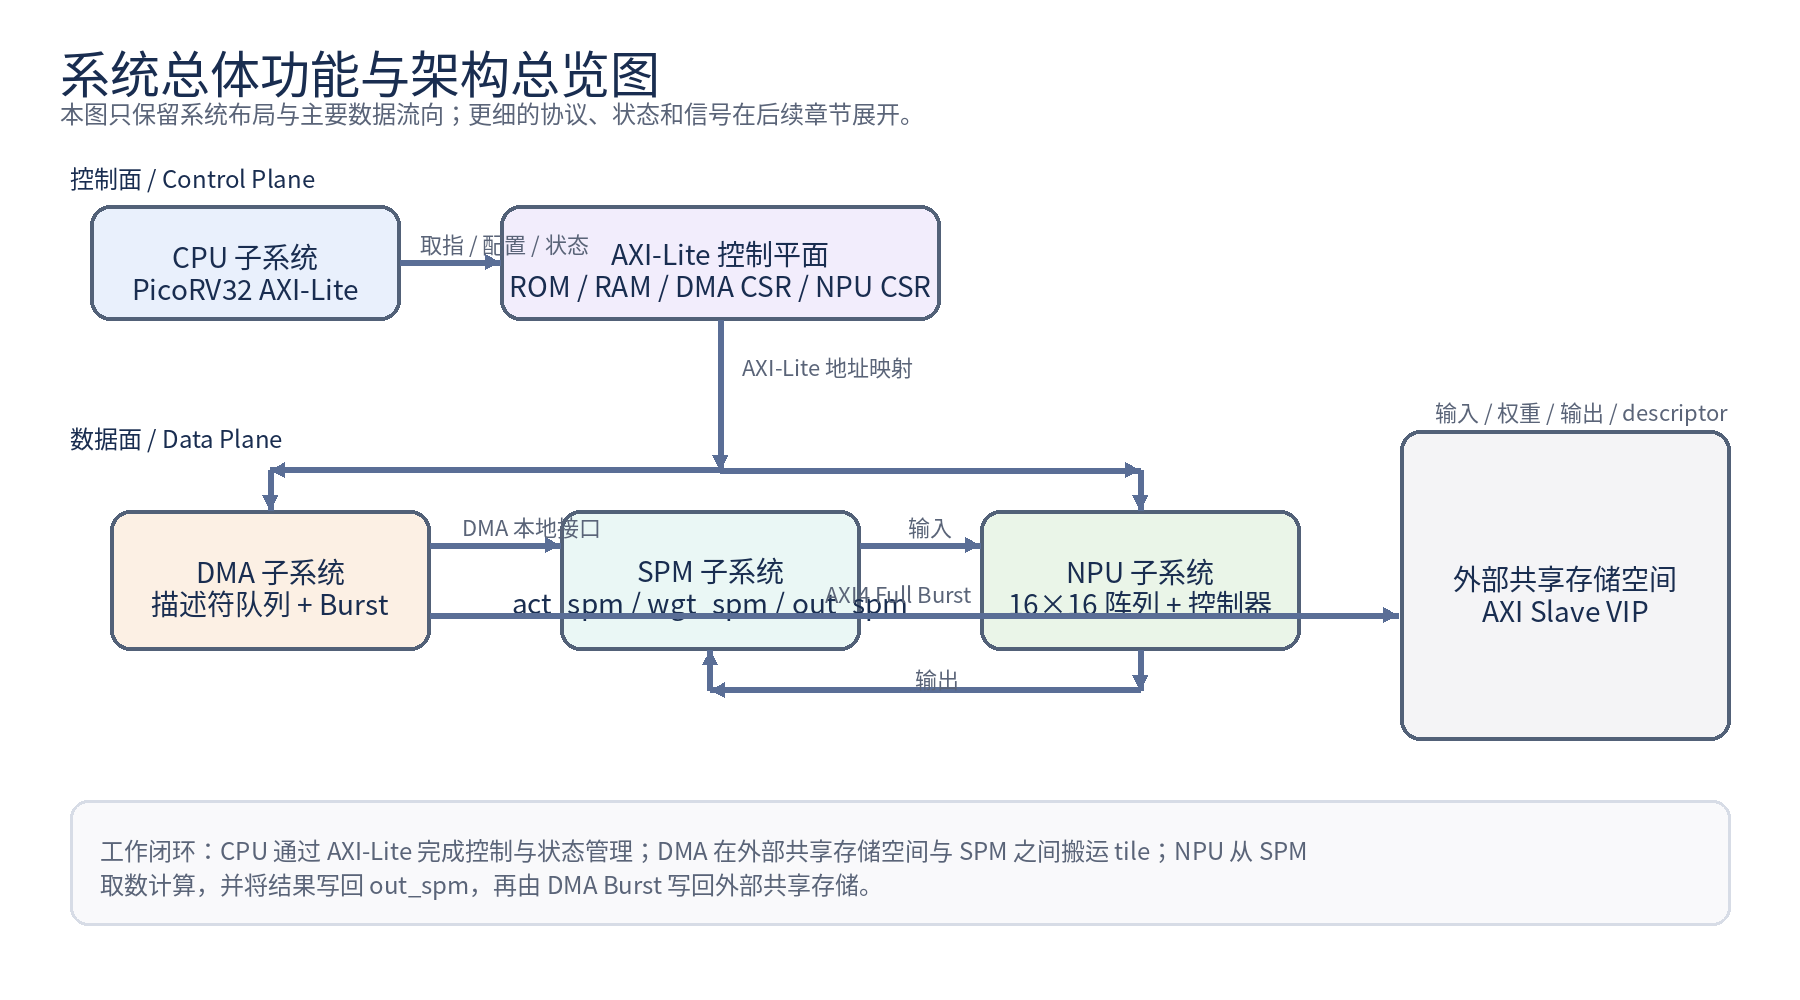 系统总体功能与架构总览图
本图只保留系统布局与主要数据流向；更细的协议、状态和信号在后续章节展开。
控制面 / Control Plane
CPU 子系统
PicoRV32 AXI-Lite
取指 / 配置 / 状态
AXI-Lite 控制平面
ROM / RAM / DMA CSR / NPU CSR
AXI-Lite 地址映射
输入 / 权重 / 输出 / descriptor
数据面 / Data Plane
DMA 子系统
描述符队列 + Burst
DMA 本地接口
SPM 子系统
act_spm / wgt_spm / out_spm
输入
AXI4 Full Burst
NPU 子系统
16×16 阵列 + 控制器
外部共享存储空间
AXI Slave VIP
输出
工作闭环：CPU 通过 AXI-Lite 完成控制与状态管理；DMA 在外部共享存储空间与 SPM 之间搬运 tile；NPU 从 SPM
取数计算，并将结果写回 out_spm，再由 DMA Burst 写回外部共享存储。